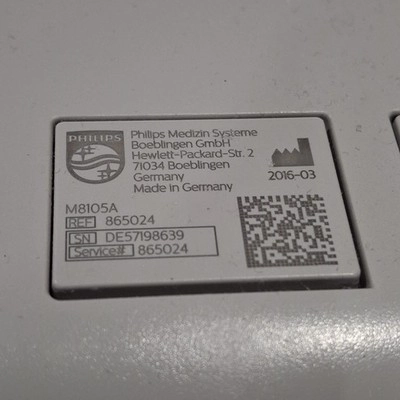 PHILIPS
Philips Medizin Systeme
Boeblingen GmbH
Hewlett-Packard-Str. 2
71034 Boeblingen
Germany
Made in Germany
2016-03
M8105A
REF 865024
SN DE57198639
Service# 865024